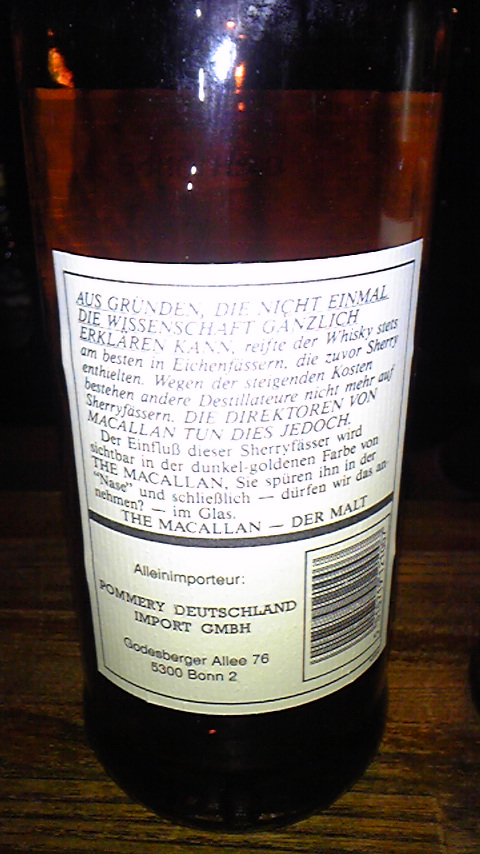 AUS GRÜNDEN, DIE NICHT EINMAL
DIE WISSENSCHAFT GÄNZLICH
ERKLÄREN KANN, reifte der Whisky stets
am besten in Eichenfässern, die zuvor Sherry
enthielten. Wegen der steigenden Kosten
bestehen andere Destillateure nicht mehr auf
Sherryfässern. DIE DIREKTOREN VON
MACALLAN TUN DIES JEDOCH.
Der Einfluß dieser Sherryfässer wird
sichtbar in der dunkel-goldenen Farbe von
THE MACALLAN, Sie spüren ihn in der
"Nase" und schließlich — dürfen wir das an-
nehmen? — im Glas.
THE MACALLAN — DER MALT
Alleinimporteur:
POMMERY DEUTSCHLAND
IMPORT GMBH
Godesberger Allee 76
5300 Bonn 2